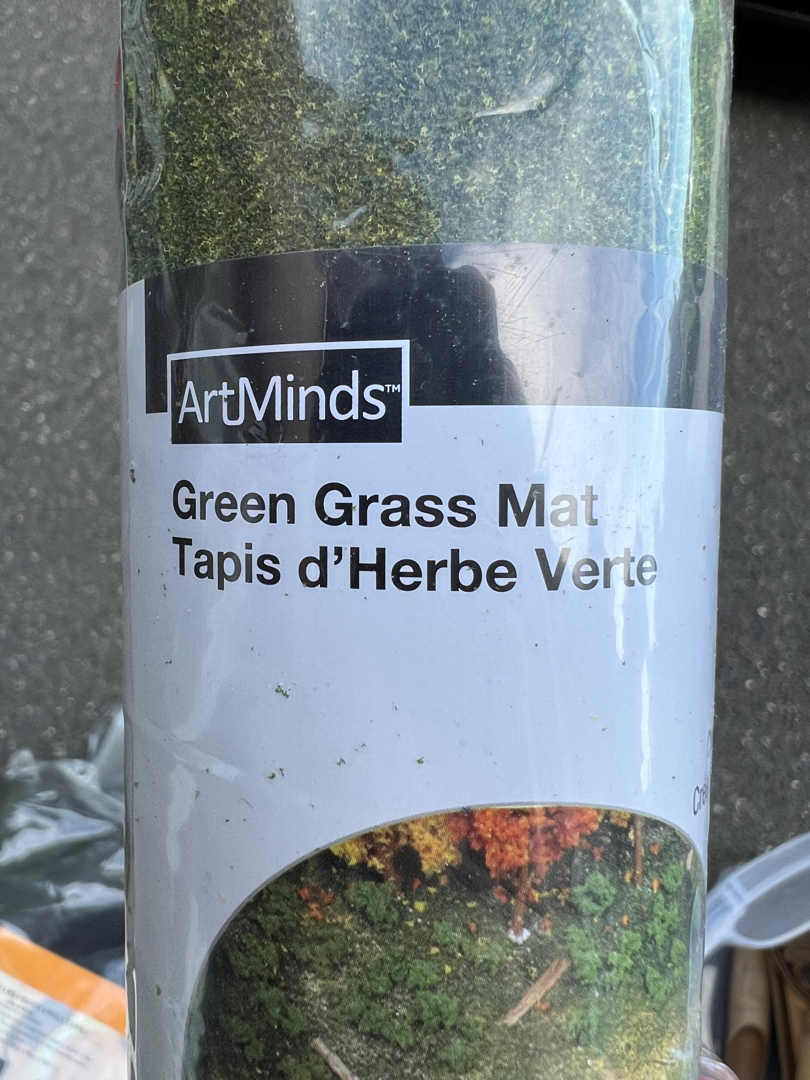 ArtMinds™
Green Grass Mat
Tapis d'Herbe Verte